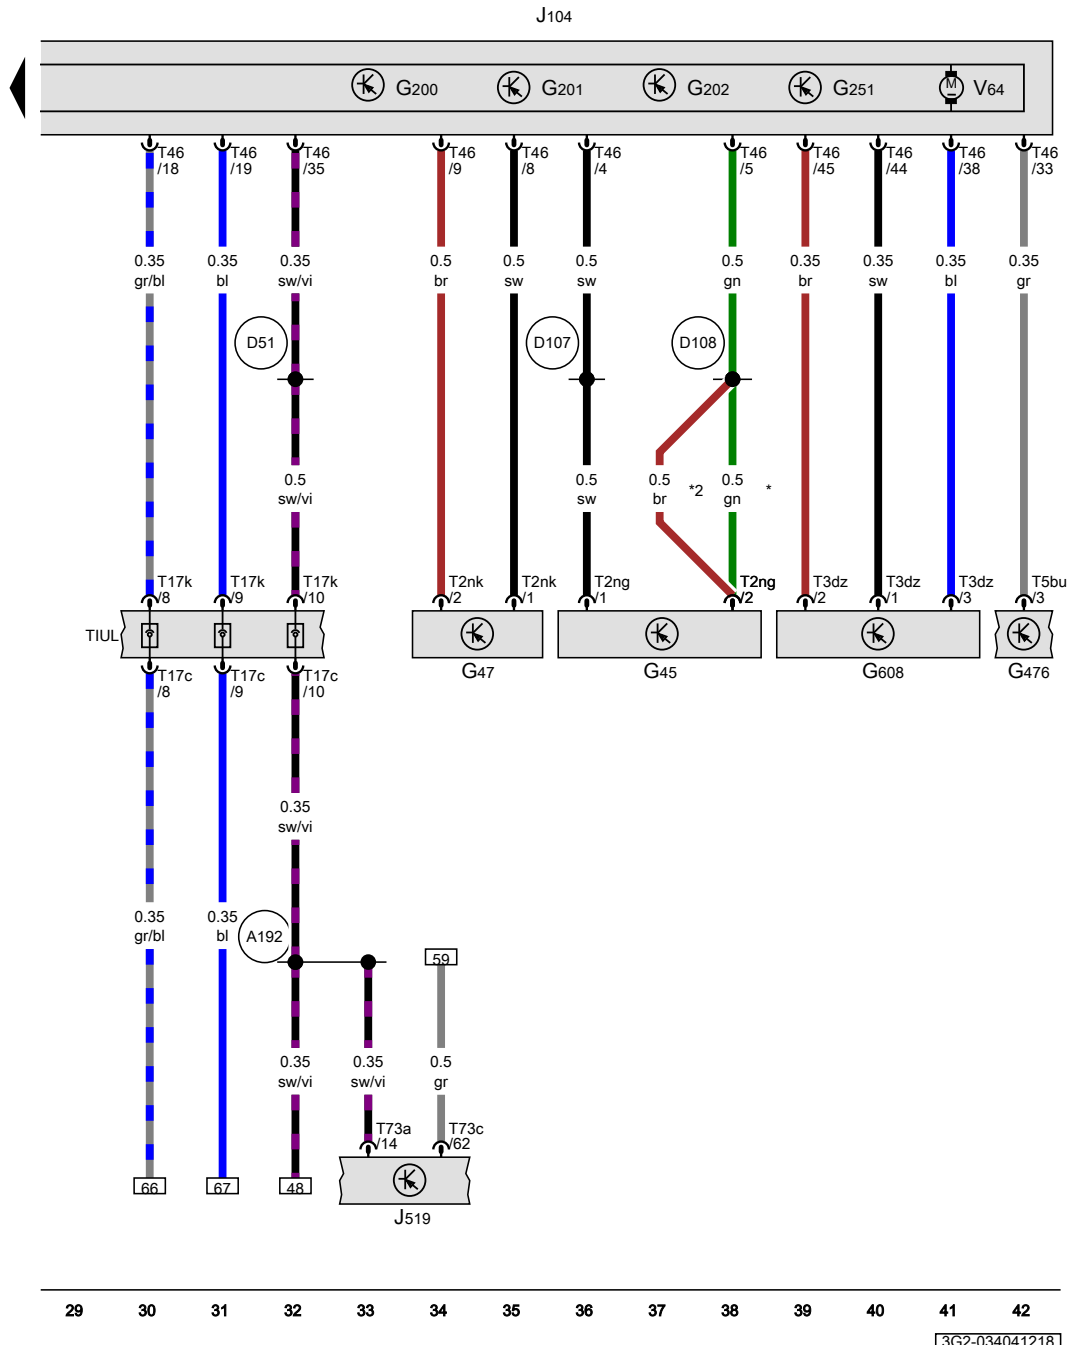 J104
G200 G201 G202 G251 M V64
T46 T46 T46 T46 T46 T46 T46 T46 T46 T46 T46
/18 /19 /35 /9 /8 /4 /5 /45 /44 /38 /33
0.35 0.35 0.35 0.5 0.5 0.5 0.5 0.35 0.35 0.35 0.35
gr/bl bl sw/vi br sw sw gn br sw bl gr
D51 D107 D108
0.5 0.5 0.5 0.5
sw/vi sw br *2 gn *
T17k T17k T17k T2nk T2nk T2ng T2ng T3dz T3dz T3dz T5bu
/8 /9 /10 /2 /1 /1 /2 /2 /1 /3 /3
TIUL
G47 G45 G608 G476
T17c T17c T17c
/8 /9 /10
0.35
sw/vi
0.35 0.35
gr/bl bl A192
59
0.35 0.35 0.5
sw/vi sw/vi gr
T73a T73c
/14 /62
66 67 48
J519
29 30 31 32 33 34 35 36 37 38 39 40 41 42
3G2-034041218